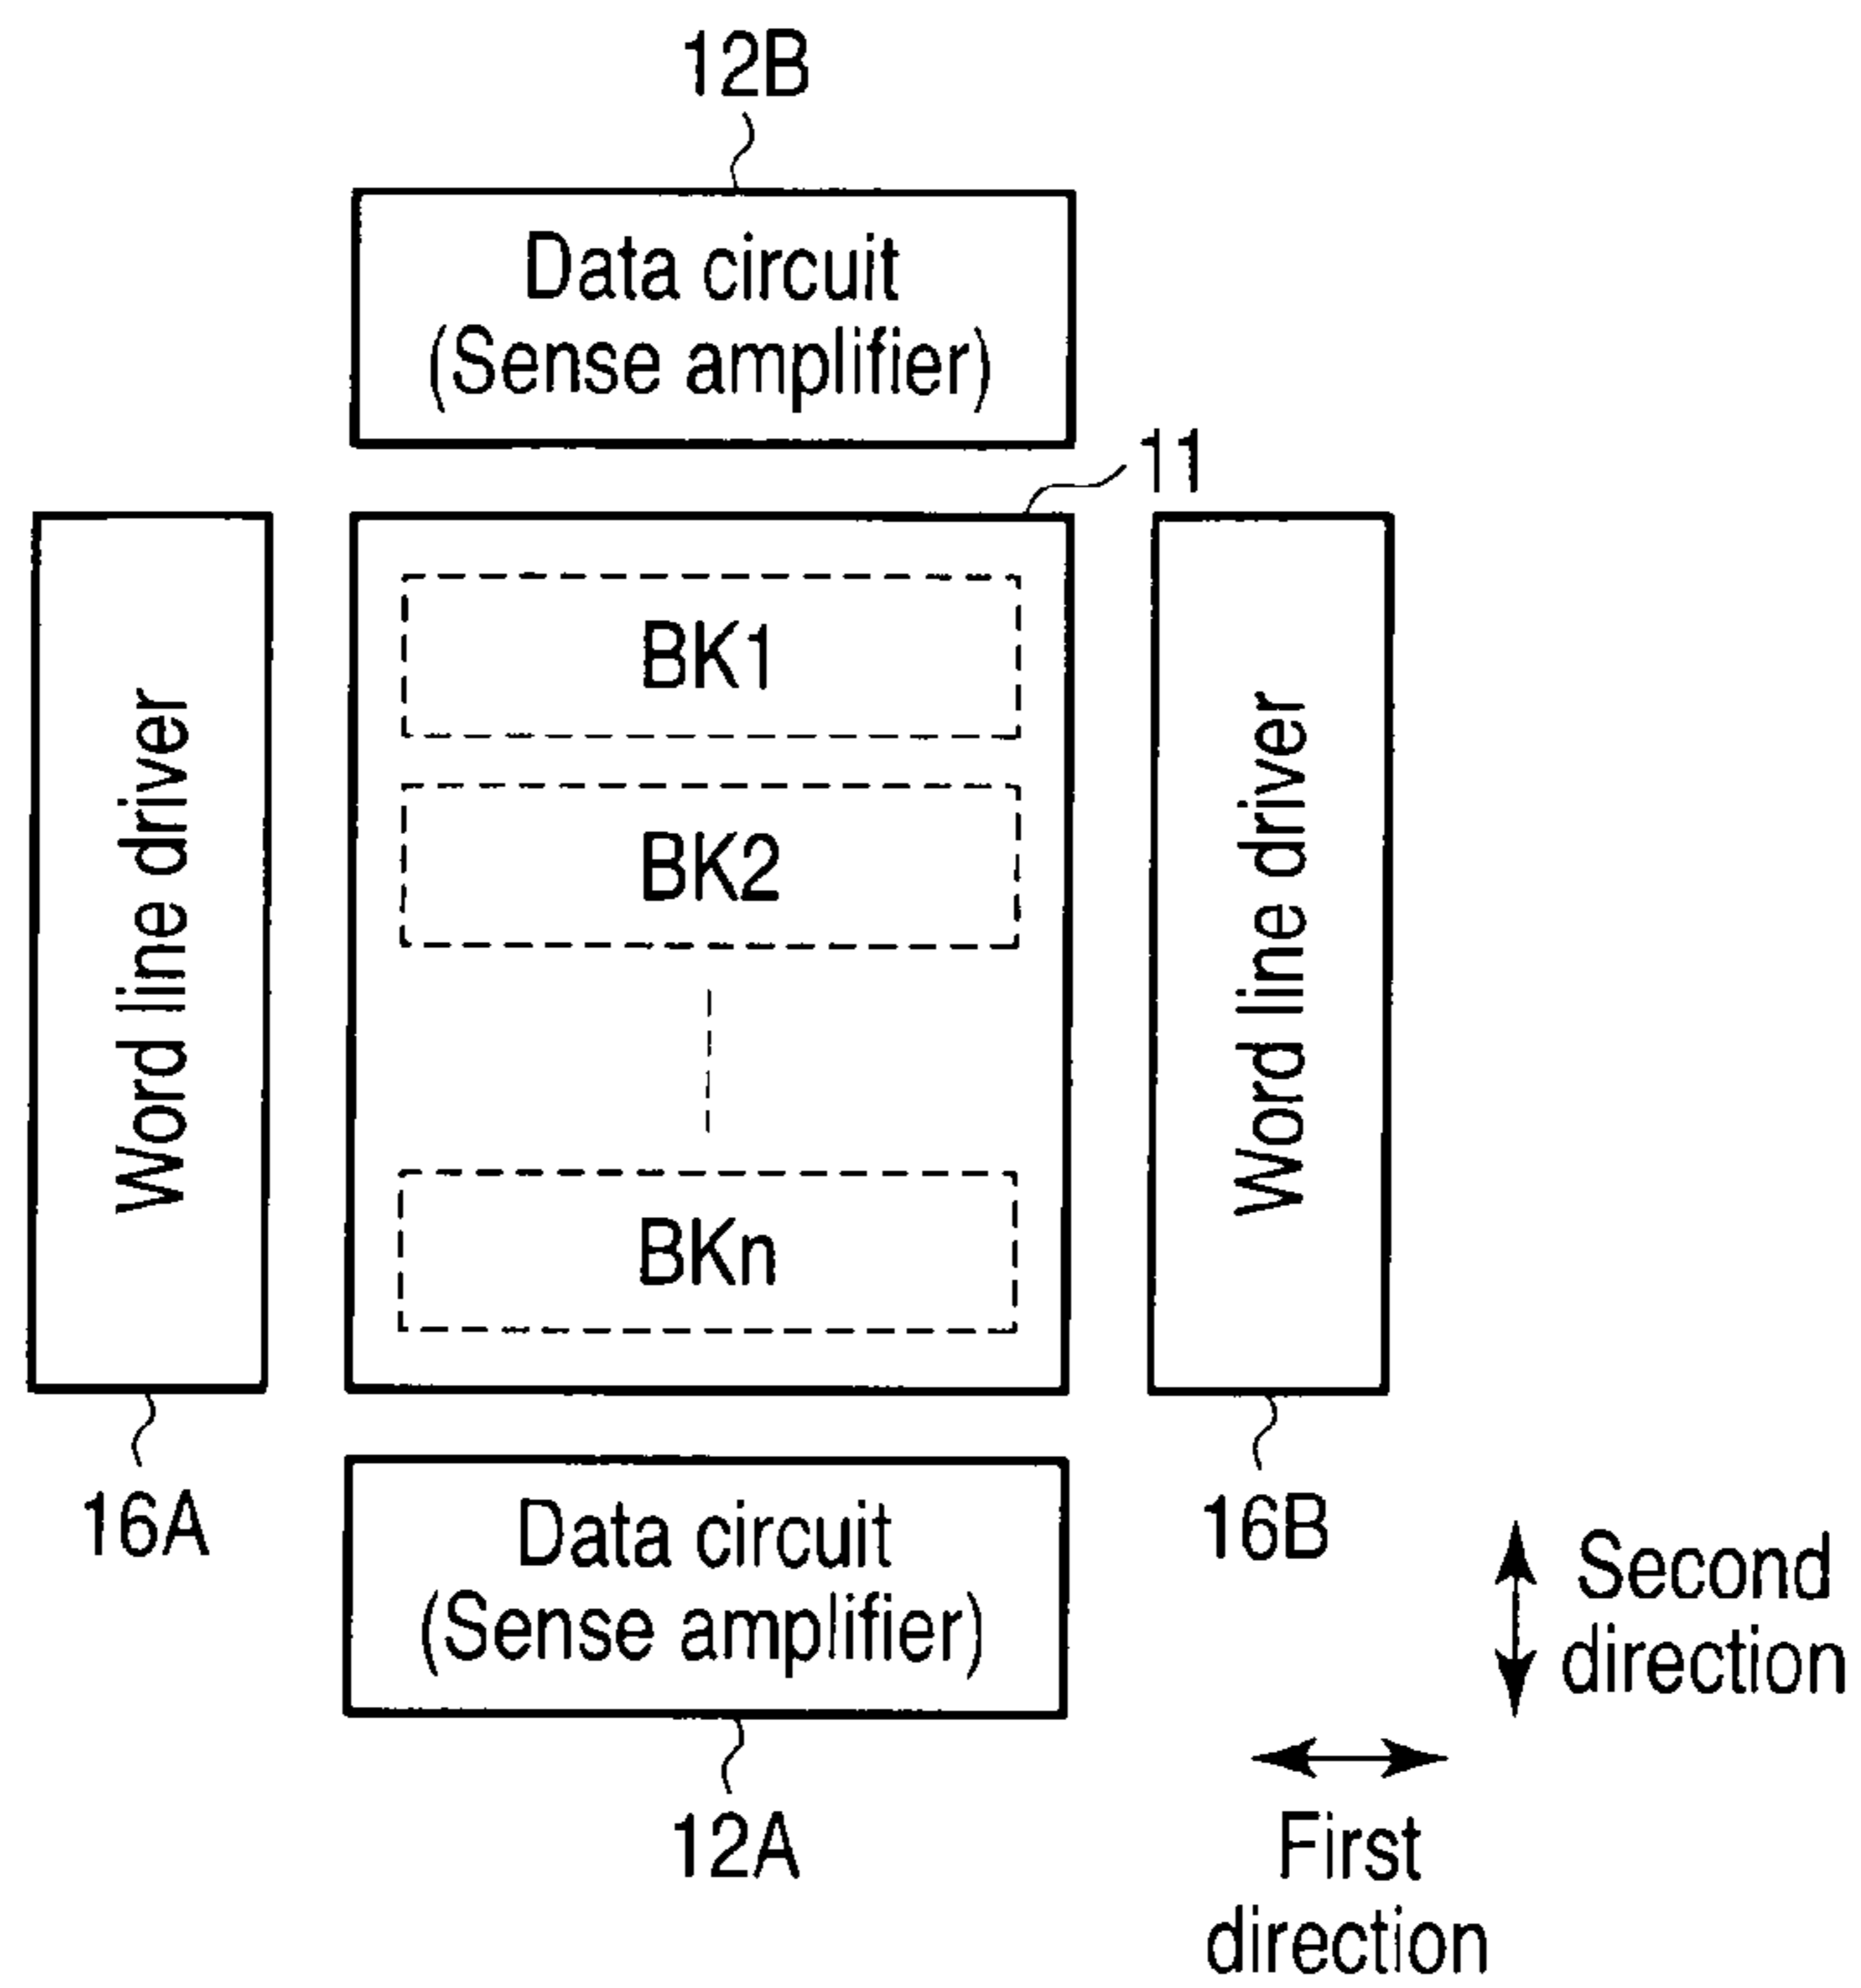 12B
Data circuit
(Sense amplifier)
11
Word line driver
BK1
BK2
BKn
Word line driver
16A
16B
Data circuit
(Sense amplifier)
12A
Second
direction
First
direction